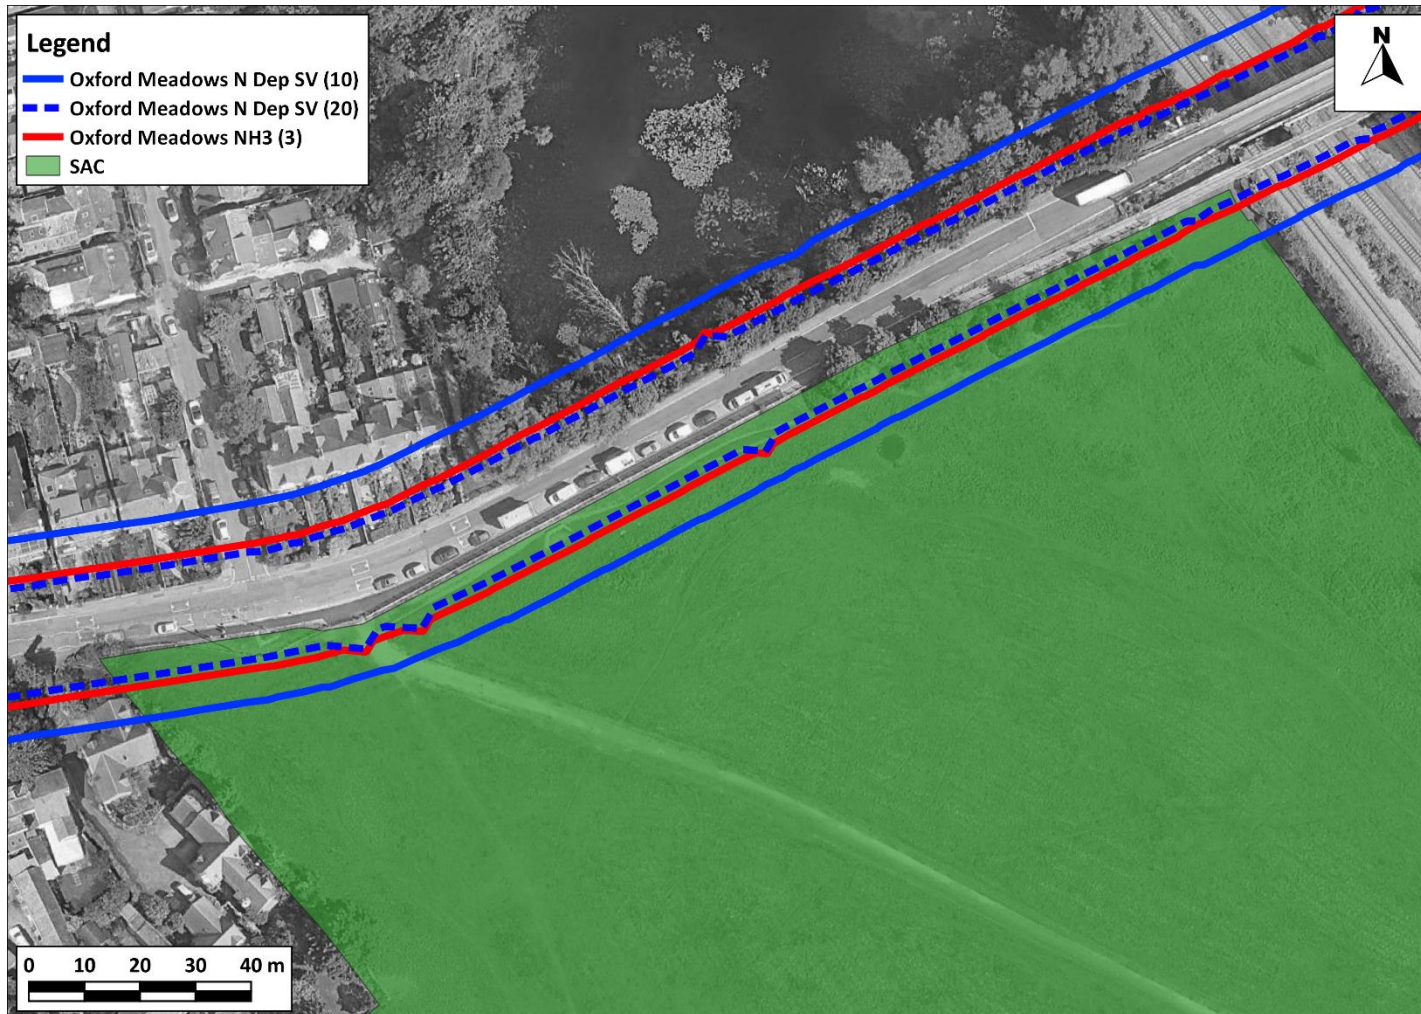 Legend
Oxford Meadows N Dep SV (10)
Oxford Meadows N Dep SV (20)
Oxford Meadows NH3 (3)
SAC
N
0 10 20 30 40 m